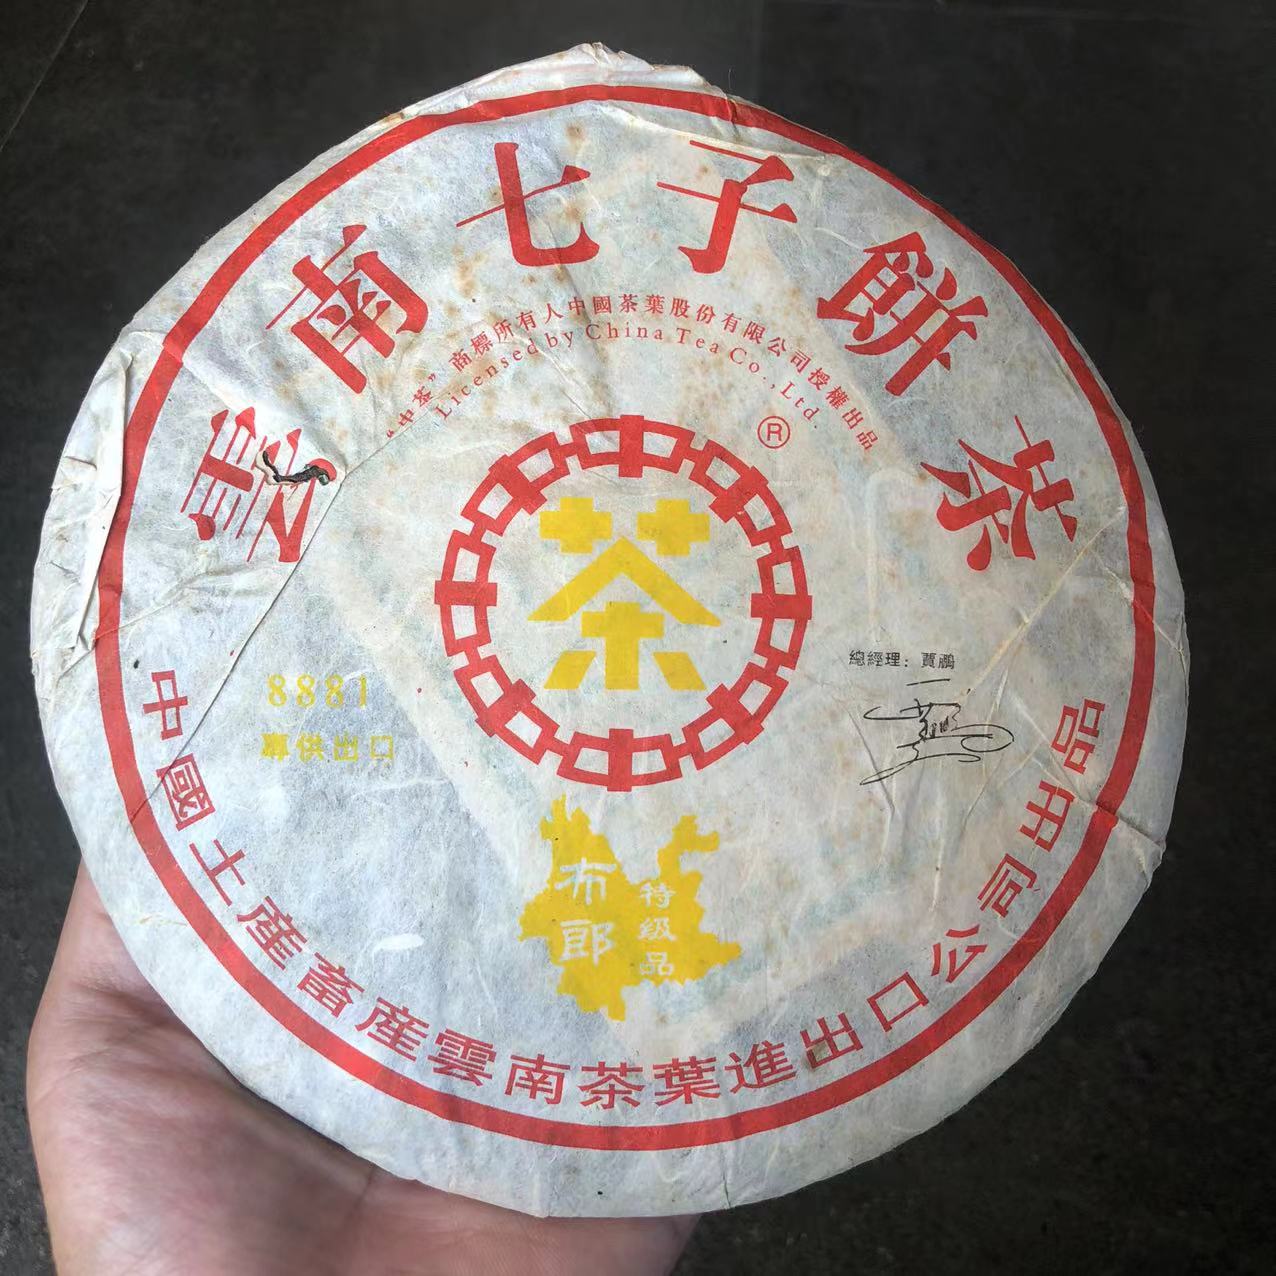 雲南七子餅茶
“中茶”商標所有人中國茶葉股份有限公司授權出品
Licensed by China Tea Co., Ltd.
®
茶
8881
專供出口
總經理：賈鵬
布郎
特級品
中國土產畜產雲南茶葉進出口公司出品